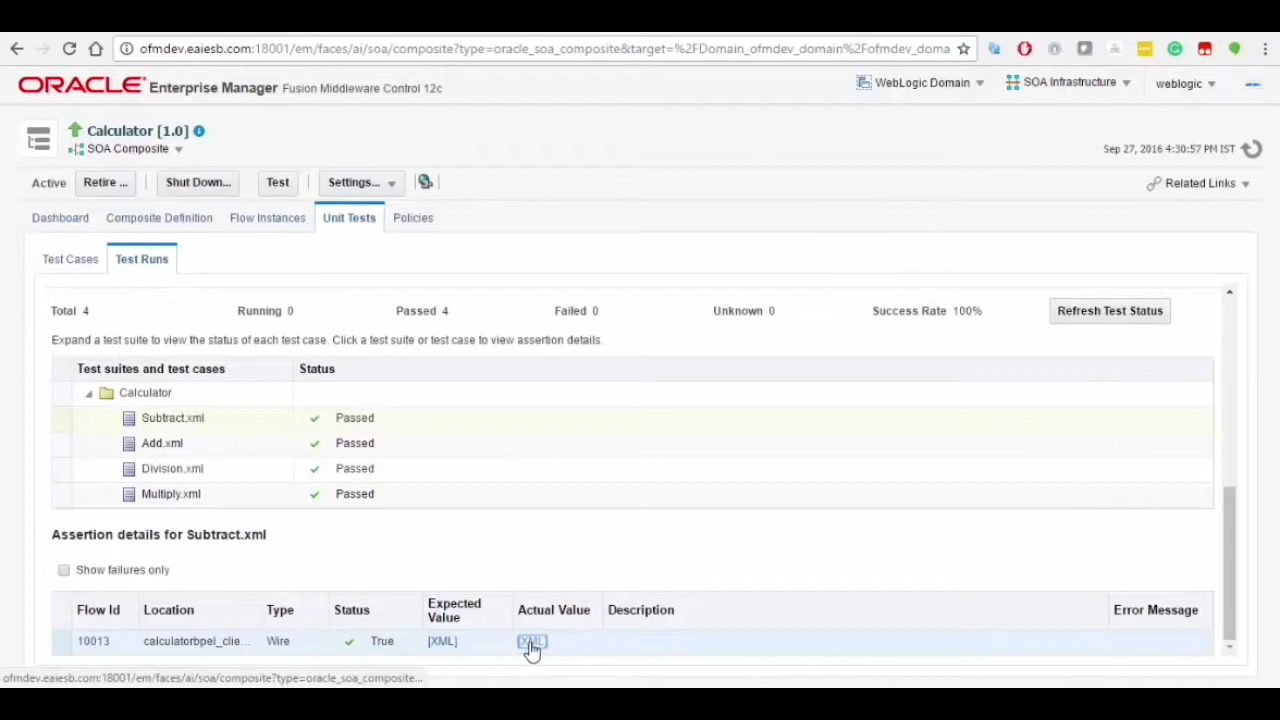 ofmdev.eaiesb.com:18001/em/faces/ai/soa/composite?type=oracle_soa_composite&target=%2FDomain_ofmdev_domain%2Fofmdev_doma
ORACLE Enterprise Manager Fusion Middleware Control 12c
WebLogic Domain SOA Infrastructure weblogic
Calculator [1.0]
SOA Composite
Sep 27, 2016 4:30:57 PM IST
Active Retire ... Shut Down... Test Settings... Related Links
Dashboard Composite Definition Flow Instances Unit Tests Policies
Test Cases Test Runs
Total 4 Running 0 Passed 4 Failed 0 Unknown 0 Success Rate 100% Refresh Test Status
Expand a test suite to view the status of each test case. Click a test suite or test case to view assertion details.
Test suites and test cases Status
Calculator
Subtract.xml Passed
Add.xml Passed
Division.xml Passed
Multiply.xml Passed
Assertion details for Subtract.xml
Show failures only
Flow Id Location Type Status Expected Value Actual Value Description Error Message
10013 calculatorbpel_clie... Wire True [XML] [XML]
ofmdev.eaiesb.com:18001/em/faces/ai/soa/composite?type=oracle_soa_composite...